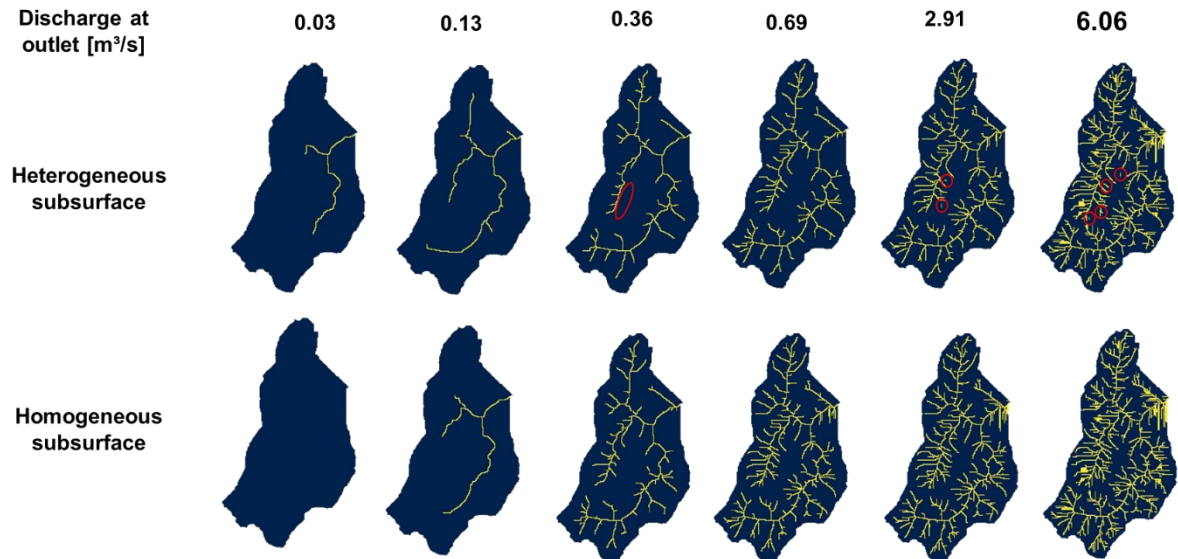 Discharge at
outlet [m³/s]
0.03
0.13
0.36
0.69
2.91
6.06
Heterogeneous
subsurface
Homogeneous
subsurface